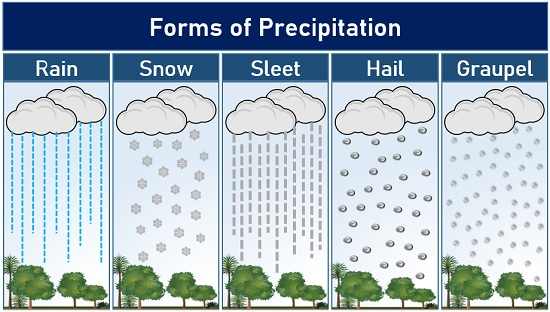 Forms of Precipitation
Rain
Snow
Sleet
Hail
Graupel